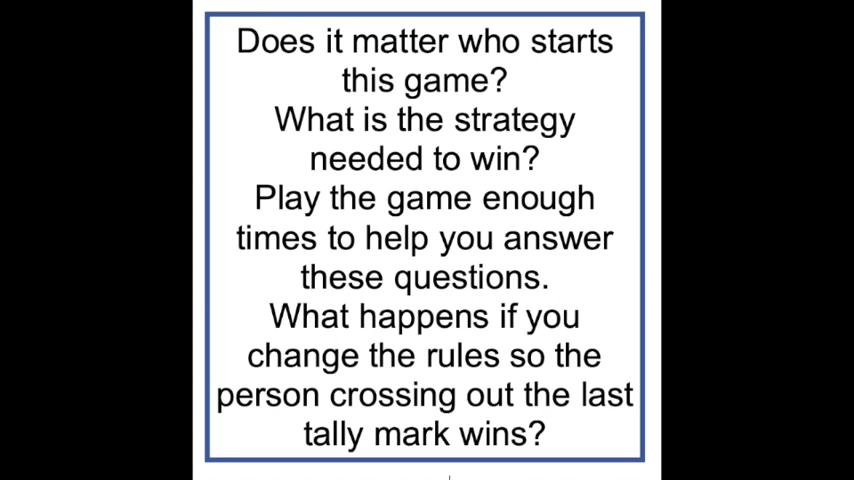 Does it matter who starts
this game?
What is the strategy
needed to win?
Play the game enough
times to help you answer
these questions.
What happens if you
change the rules so the
person crossing out the last
tally mark wins?